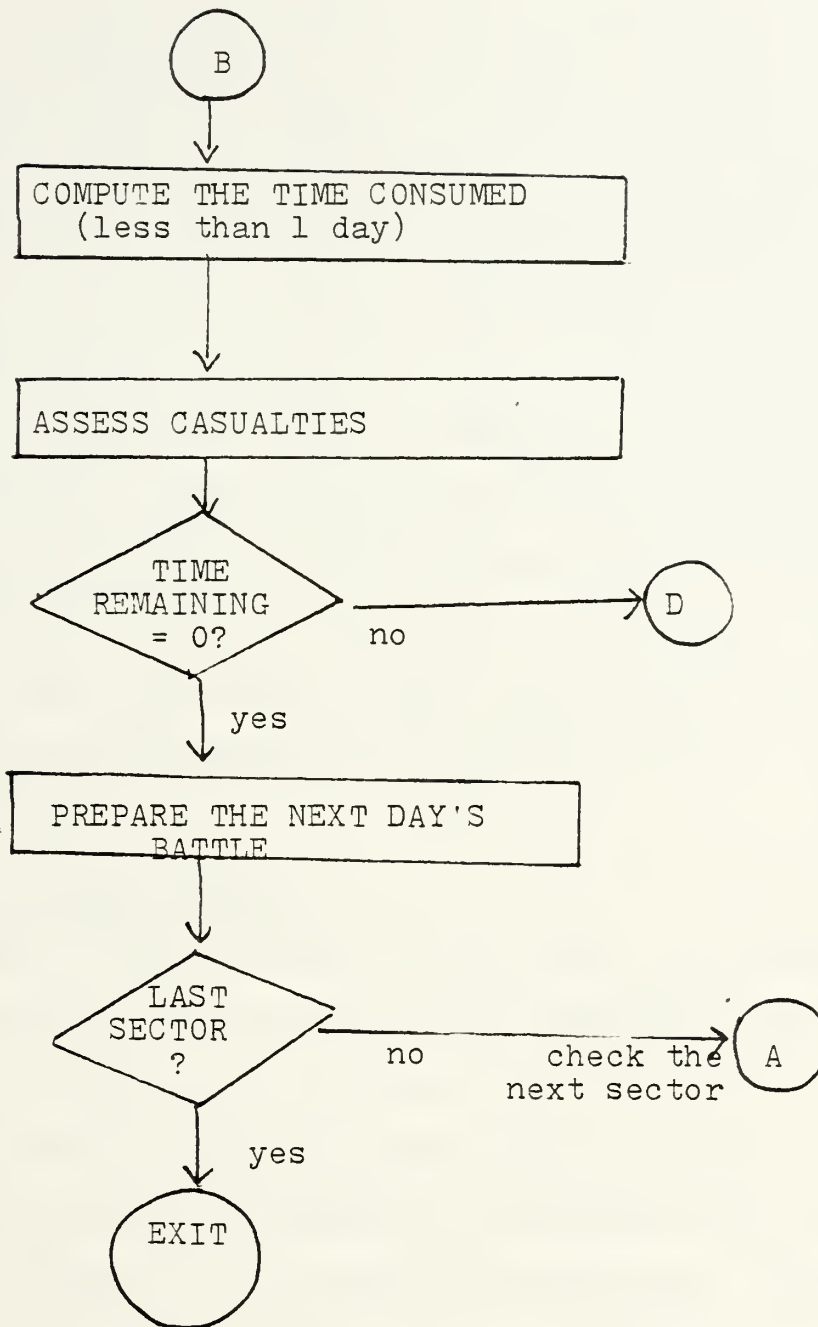 B
COMPUTE THE TIME CONSUMED
(less than 1 day)
ASSESS CASUALTIES
TIME
REMAINING
= 0?
no
D
yes
PREPARE THE NEXT DAY'S
BATTLE
LAST
SECTOR
?
no
check the
next sector
A
yes
EXIT